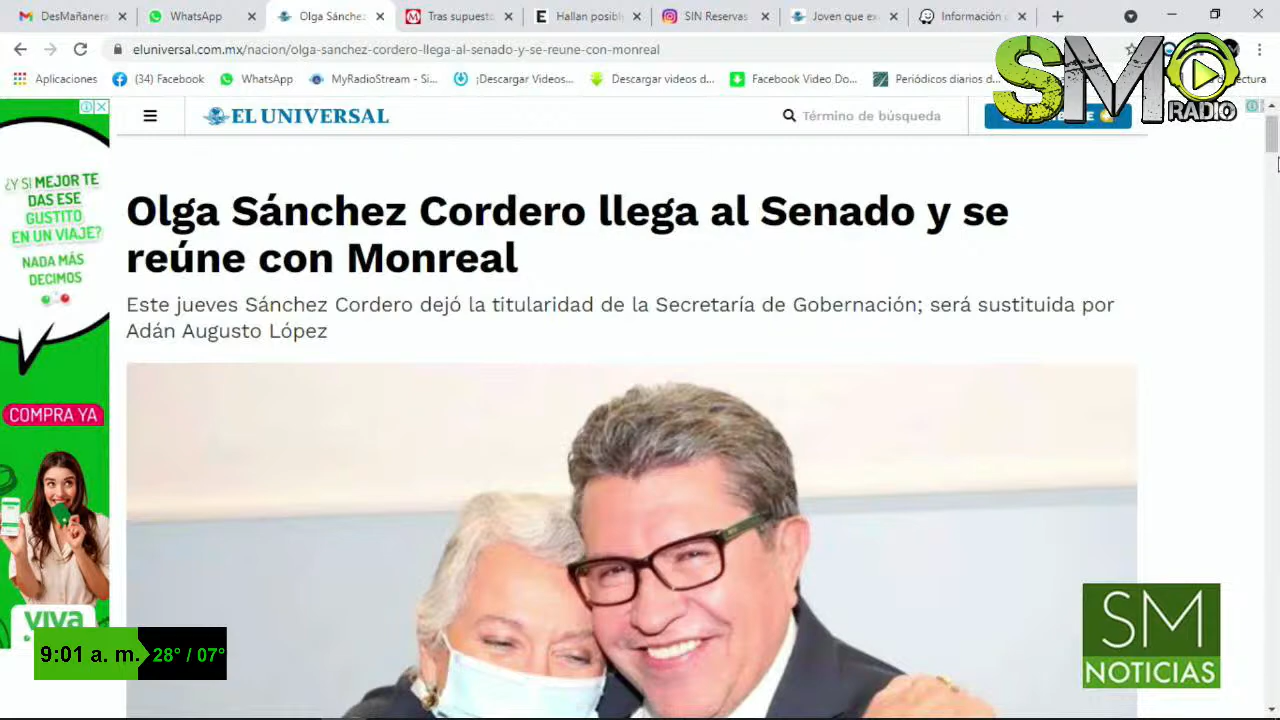 DesMañanera
WhatsApp
Olga Sánchez
Tras supuesto
Hallan posibl
SIN Reservas
Joven que ex
Información
eluniversal.com.mx/nacion/olga-sanchez-cordero-llega-al-senado-y-se-reune-con-monreal
Aplicaciones
(34) Facebook
WhatsApp
MyRadioStream - Si...
¡Descargar Videos...
Descargar videos d...
Facebook Video Do...
Periódicos diarios d...
SM
RADIO
EL UNIVERSAL
Término de búsqueda
¿Y SI MEJOR TE
DAS ESE
GUSTITO
EN UN VIAJE?
NADA MÁS
DECIMOS
COMPRA YA
viva
Olga Sánchez Cordero llega al Senado y se
reúne con Monreal
Este jueves Sánchez Cordero dejó la titularidad de la Secretaría de Gobernación; será sustituida por
Adán Augusto López
9:01 a. m.
28° / 07°
SM
NOTICIAS